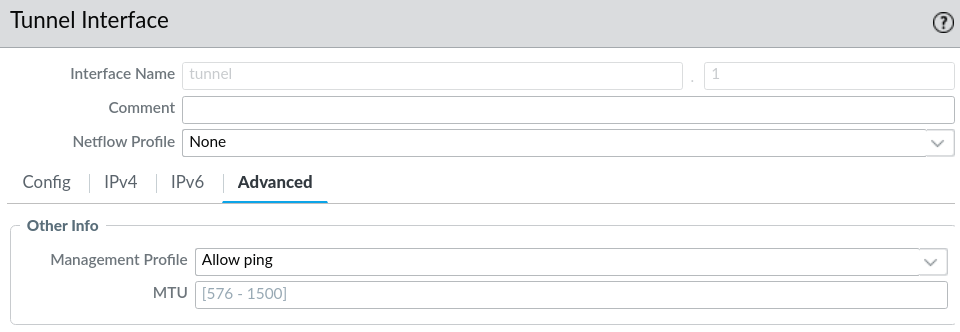 Tunnel Interface
Interface Name tunnel . 1
Comment
Netflow Profile None
Config IPv4 IPv6 Advanced
Other Info
Management Profile Allow ping
MTU [576 - 1500]